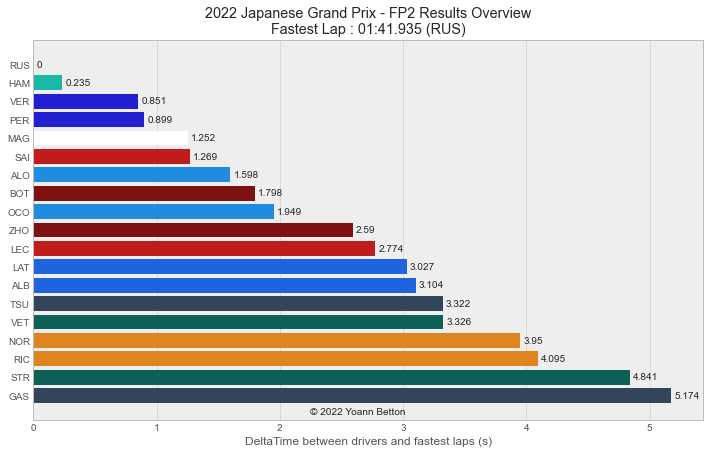 2022 Japanese Grand Prix - FP2 Results Overview
Fastest Lap : 01:41.935 (RUS)
RUS 0
HAM 0.235
VER 0.851
PER 0.899
MAG 1.252
SAI 1.269
ALO 1.598
BOT 1.798
OCO 1.949
ZHO 2.59
LEC 2.774
LAT 3.027
ALB 3.104
TSU 3.322
VET 3.326
NOR 3.95
RIC 4.095
STR 4.841
GAS 5.174
© 2022 Yoann Betton
0 1 2 3 4 5
DeltaTime between drivers and fastest laps (s)